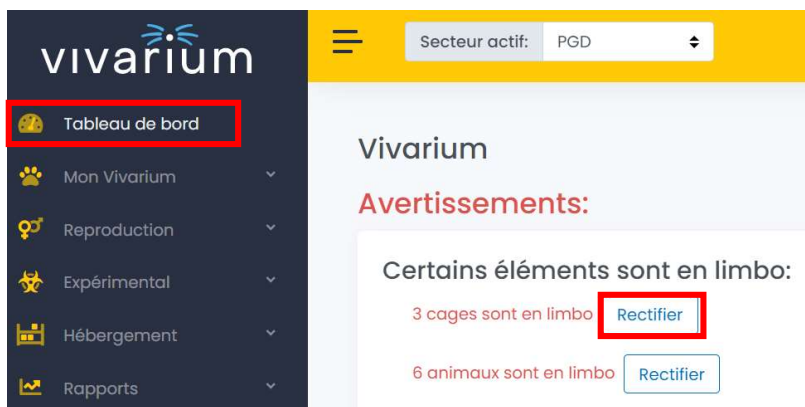 vivarium
Secteur actif: PGD
Tableau de bord
Mon Vivarium
Reproduction
Expérimental
Hébergement
Rapports
Vivarium
Avertissements:
Certains éléments sont en limbo:
3 cages sont en limbo Rectifier
6 animaux sont en limbo Rectifier